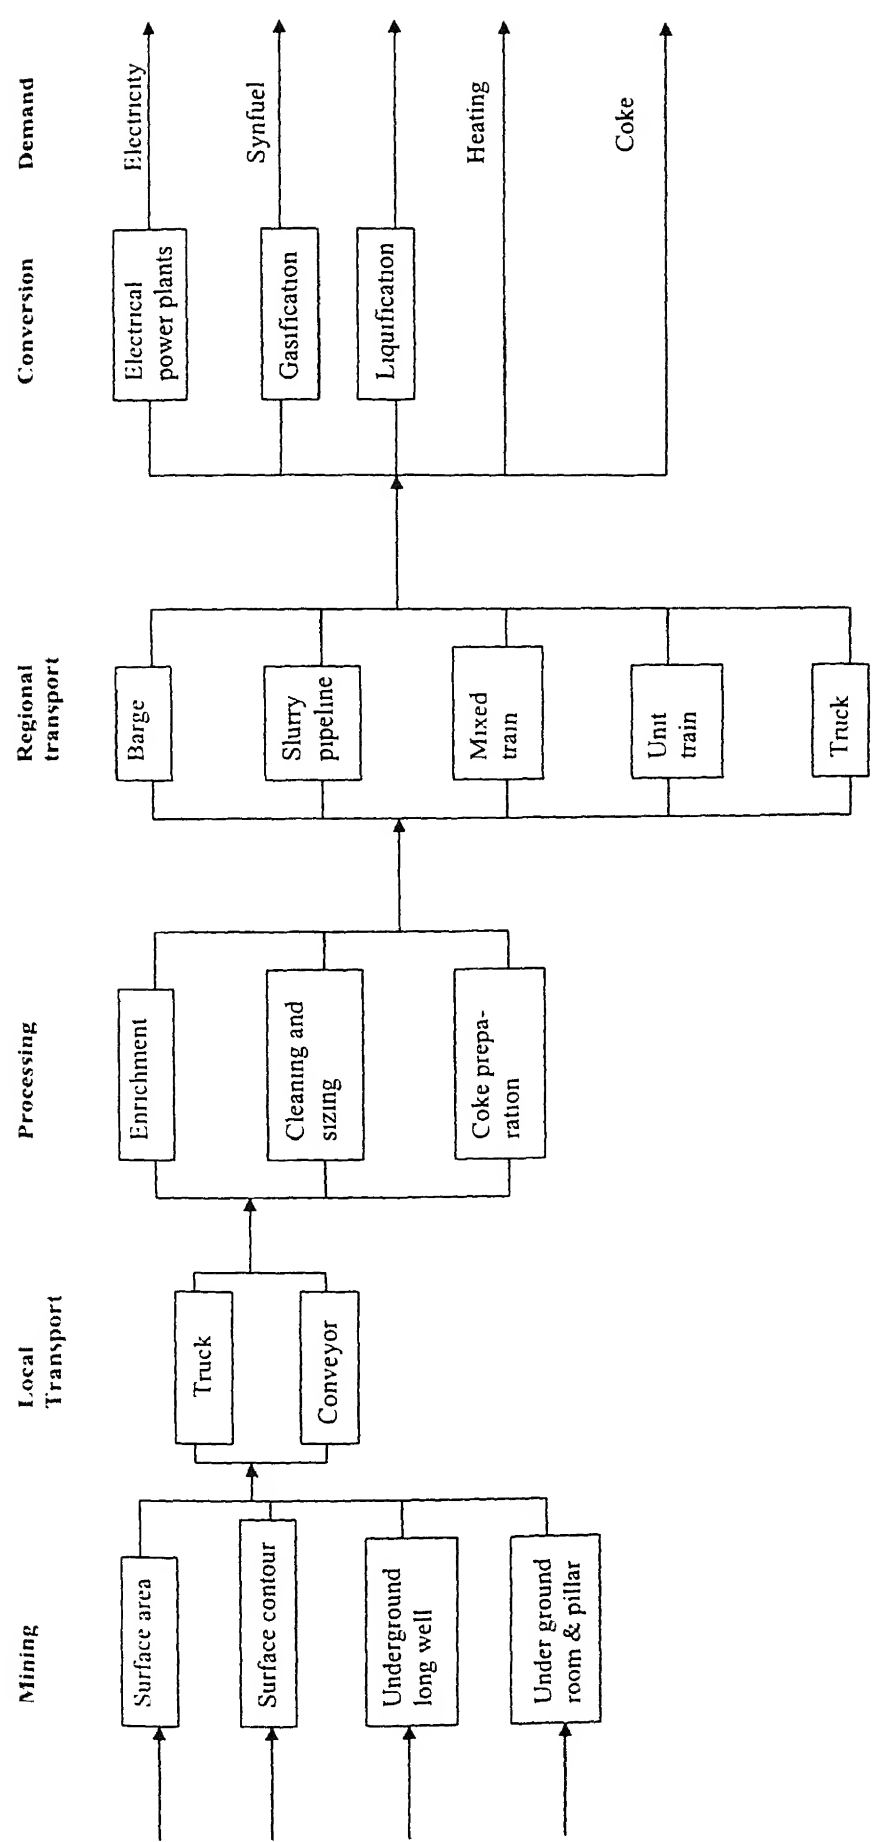 Mining
Local
Transport
Processing
Regional
transport
Conversion
Demand
Surface area
Surface contour
Underground
long well
Under ground
room & pillar
Truck
Conveyor
Enrichment
Cleaning and
sizing
Coke prepa-
ration
Barge
Slurry
pipeline
Mixed
train
Unit
train
Truck
Electrical
power plants
Gasification
Liquification
Electricity
Synfuel
Heating
Coke